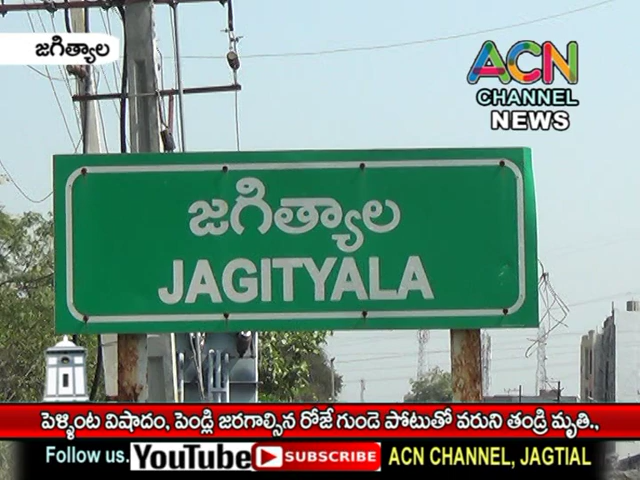 జగిత్యాల
ACN
CHANNEL
NEWS
జగిత్యాల
JAGITYALA
పెళ్ళింట విషాదం, పెండ్లి జరగాల్సిన రోజే గుండె పోటుతో వరుని తండ్రి మృతి.,
Follow us. YouTube SUBSCRIBE ACN CHANNEL, JAGTIAL